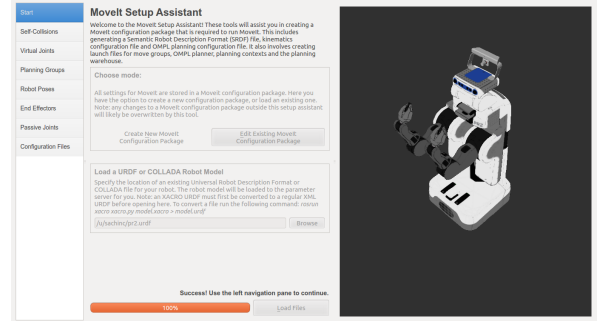 Start
Self-Collisions
Virtual Joints
Planning Groups
Robot Poses
End Effectors
Passive Joints
Configuration Files
MoveIt Setup Assistant
Welcome to the MoveIt Setup Assistant! These tools will assist you in creating a
MoveIt configuration package that is required to run MoveIt. This includes
generating a Semantic Robot Description Format (SRDF) file, kinematics
configuration file and OMPL planning configuration file. It also involves creating
launch files for move groups, OMPL planner, planning contexts and the planning
warehouse.
Choose mode:
All settings for MoveIt are stored in a MoveIt configuration package. Here you
have the option to create a new configuration package, or load an existing one.
Note: any changes to a MoveIt configuration package outside this setup assistant
will likely be overwritten by this tool.
Create New MoveIt
Configuration Package
Edit Existing MoveIt
Configuration Package
Load a URDF or COLLADA Robot Model
Specify the location of an existing Universal Robot Description Format or
COLLADA file for your robot. The robot model will be loaded to the parameter
server for you. Note: an XACRO URDF must first be converted to a regular XML
URDF before opening here. To convert a file run the following command: rosrun
xacro xacro.py model.xacro > model.urdf
/u/sachinc/pr2.urdf
Browse
Success! Use the left navigation pane to continue.
100%
Load Files